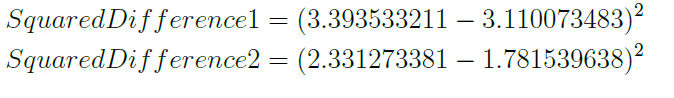 SquaredDifference1 = (3.393533211 − 3.110073483)²
SquaredDifference2 = (2.331273381 − 1.781539638)²